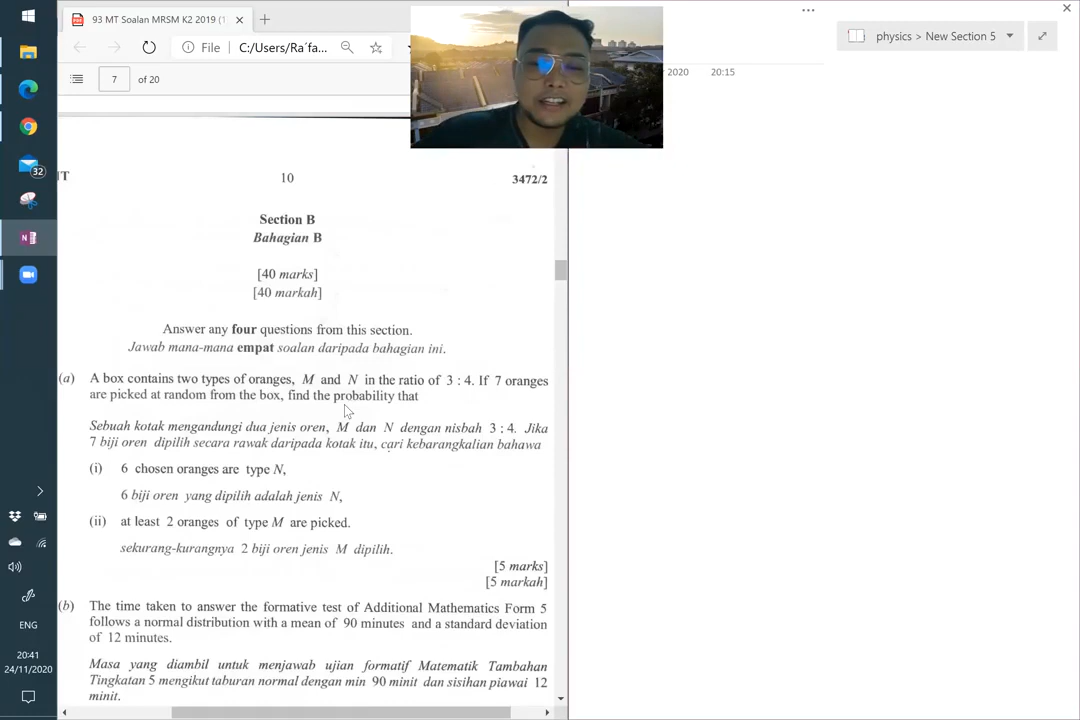 93 MT Soalan MRSM K2 2019 (1
File
C:/Users/Ra´fa...
7 of 20
physics > New Section 5
2020 20:15
10
3472/2
Section B
Bahagian B
[40 marks]
[40 markah]
Answer any four questions from this section.
Jawab mana-mana empat soalan daripada bahagian ini.
(a) A box contains two types of oranges, M and N in the ratio of 3 : 4. If 7 oranges
are picked at random from the box, find the probability that
Sebuah kotak mengandungi dua jenis oren, M dan N dengan nisbah 3 : 4. Jika
7 biji oren dipilih secara rawak daripada kotak itu, cari kebarangkalian bahawa
(i) 6 chosen oranges are type N,
6 biji oren yang dipilih adalah jenis N,
(ii) at least 2 oranges of type M are picked.
sekurang-kurangnya 2 biji oren jenis M dipilih.
[5 marks]
[5 markah]
(b) The time taken to answer the formative test of Additional Mathematics Form 5
follows a normal distribution with a mean of 90 minutes and a standard deviation
of 12 minutes.
Masa yang diambil untuk menjawab ujian formatif Matematik Tambahan
Tingkatan 5 mengikut taburan normal dengan min 90 minit dan sisihan piawai 12
minit.
32
ENG
20:41
24/11/2020